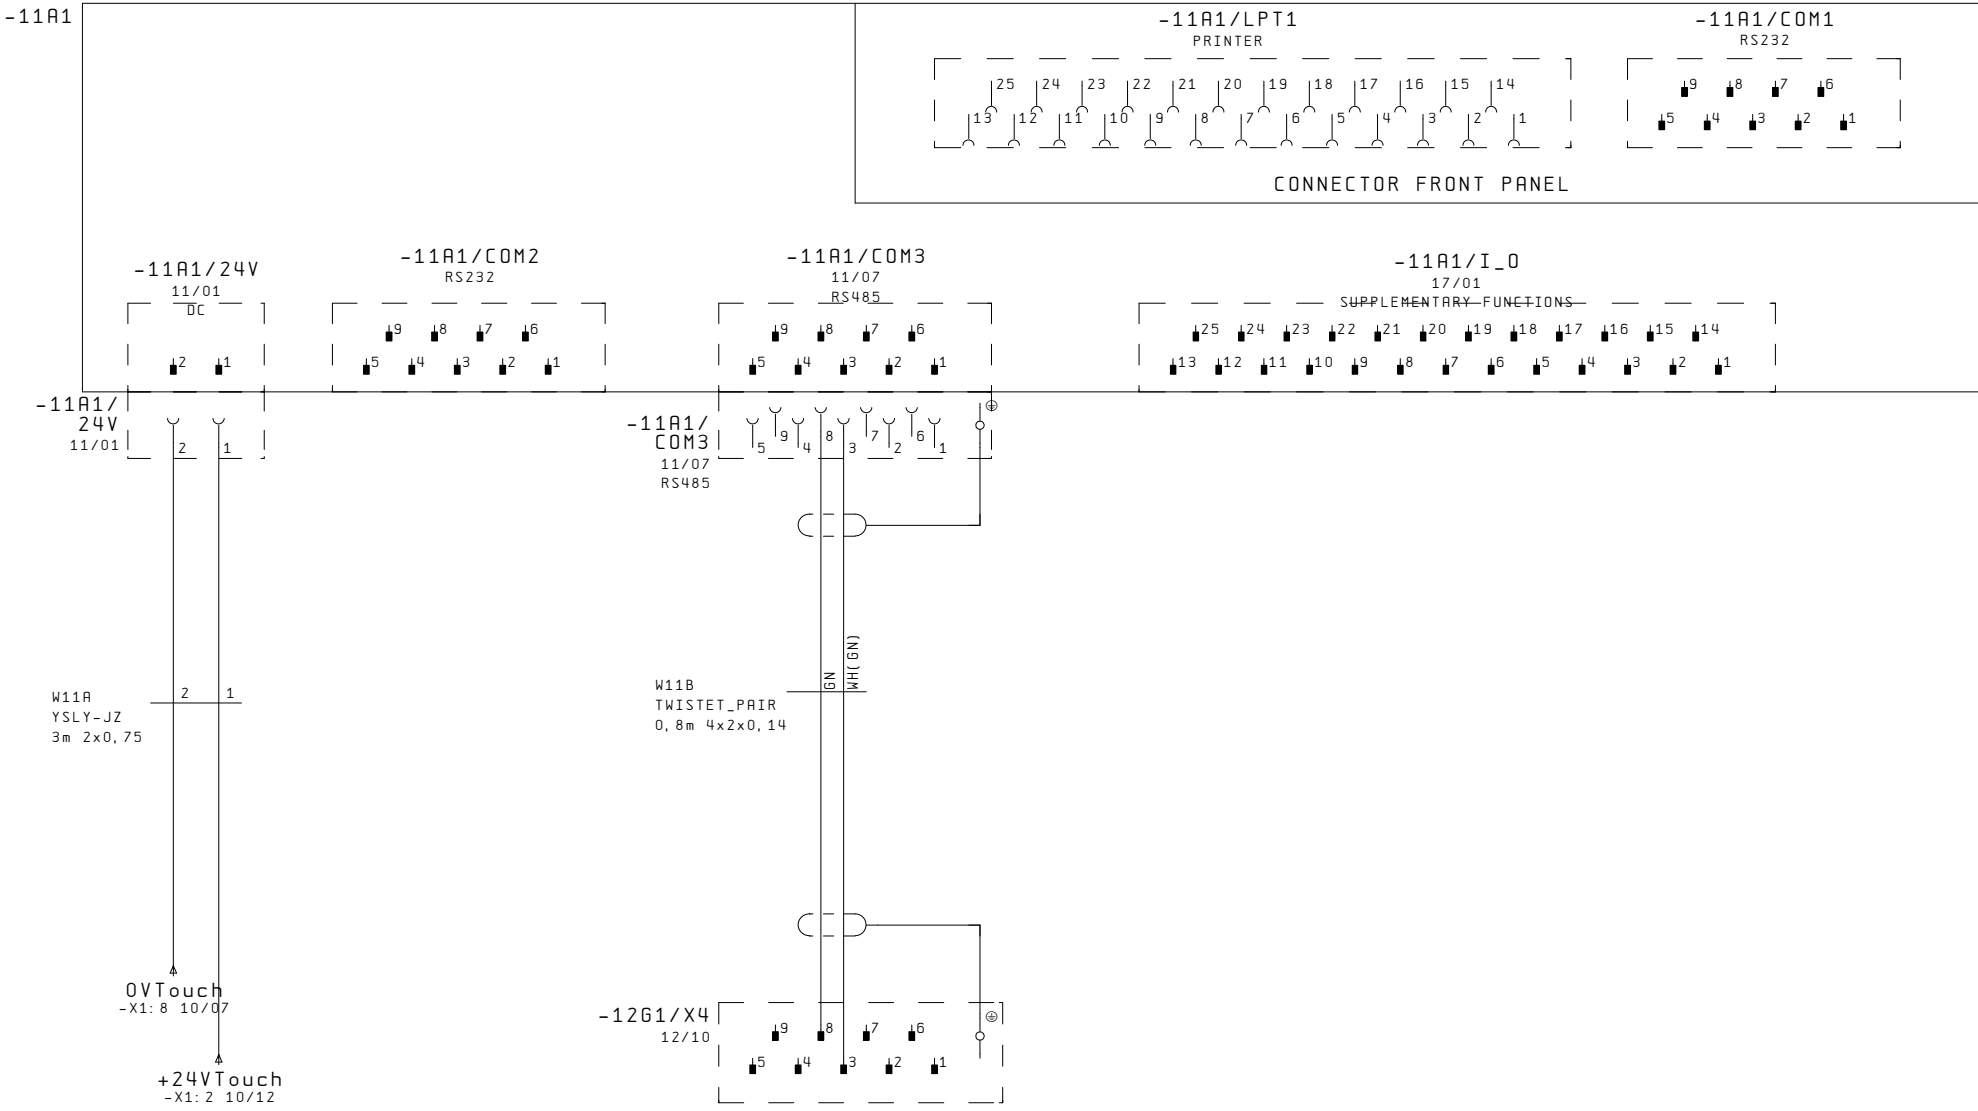 -11A1
-11A1/LPT1
PRINTER
25 24 23 22 21 20 19 18 17 16 15 14
13 12 11 10 9 8 7 6 5 4 3 2 1
-11A1/COM1
RS232
9 8 7 6
5 4 3 2 1
CONNECTOR FRONT PANEL
-11A1/24V
11/01
DC
2 1
-11A1/COM2
RS232
9 8 7 6
5 4 3 2 1
-11A1/COM3
11/07
RS485
9 8 7 6
5 4 3 2 1
-11A1/I_O
17/01
SUPPLEMENTARY FUNCTIONS
25 24 23 22 21 20 19 18 17 16 15 14
13 12 11 10 9 8 7 6 5 4 3 2 1
-11A1/
24V
11/01
2 1
-11A1/
COM3
11/07
RS485
9 8 7 6
5 4 3 2 1
W11A
YSLY-JZ
3m 2x0,75
2 1
W11B
TWISTET_PAIR
0,8m 4x2x0,14
GN
WH(GN)
0VTouch
-X1:8 10/07
+24VTouch
-X1:2 10/12
-12G1/X4
12/10
9 8 7 6
5 4 3 2 1